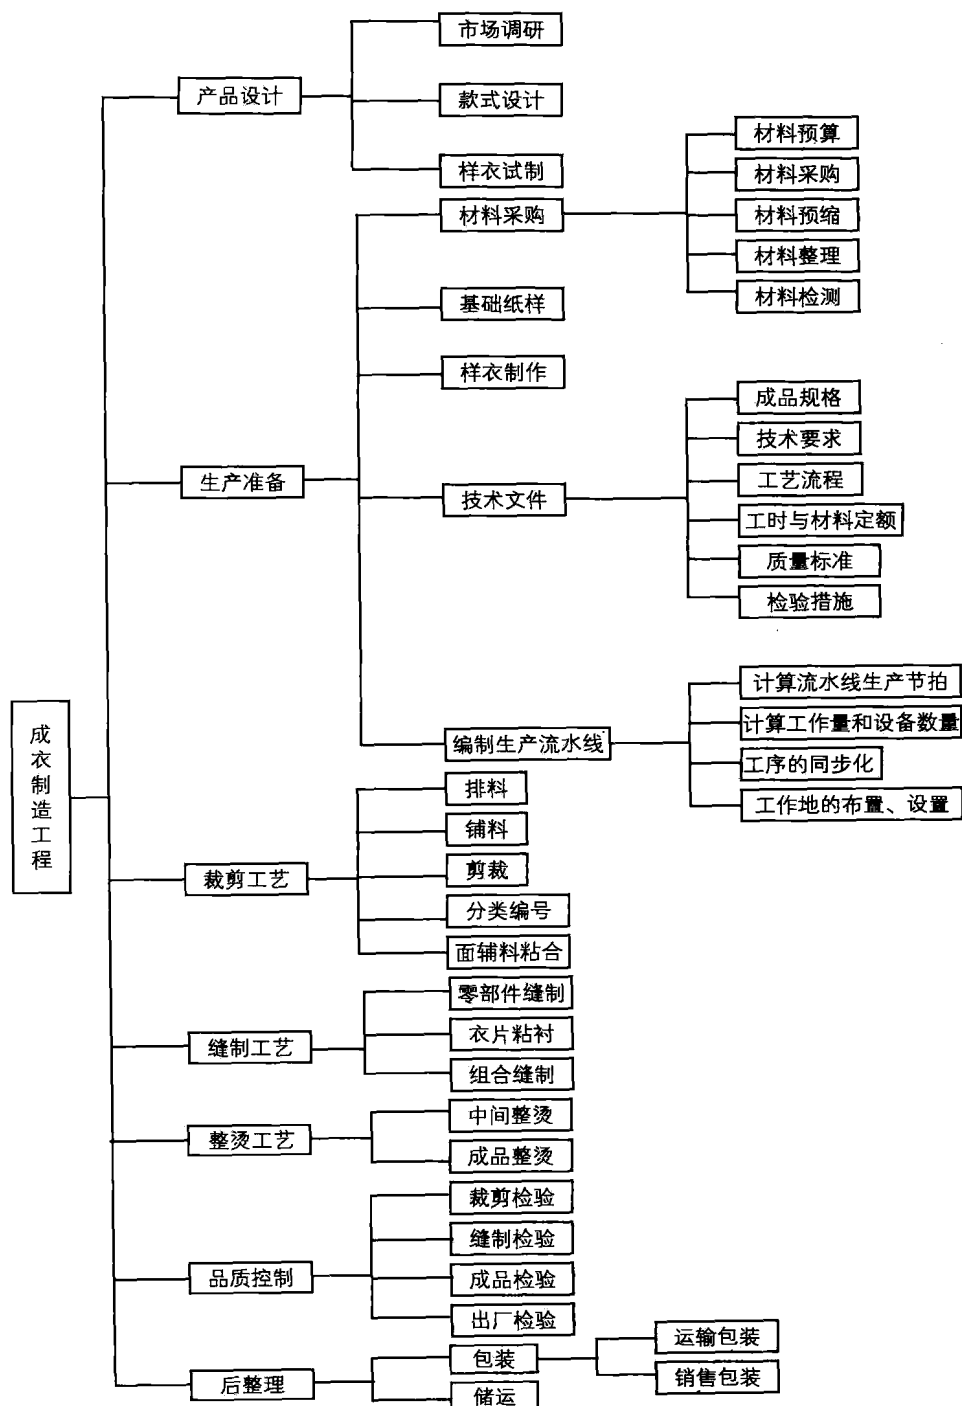 成衣制造工程
产品设计
市场调研
款式设计
样衣试制
生产准备
材料采购
材料预算
材料采购
材料预缩
材料整理
材料检测
基础纸样
样衣制作
技术文件
成品规格
技术要求
工艺流程
工时与材料定额
质量标准
检验措施
编制生产流水线
计算流水线生产节拍
计算工作量和设备数量
工序的同步化
工作地的布置、设置
裁剪工艺
排料
铺料
剪裁
分类编号
面辅料粘合
缝制工艺
零部件缝制
衣片粘衬
组合缝制
整烫工艺
中间整烫
成品整烫
品质控制
裁剪检验
缝制检验
成品检验
出厂检验
后整理
包装
运输包装
销售包装
储运